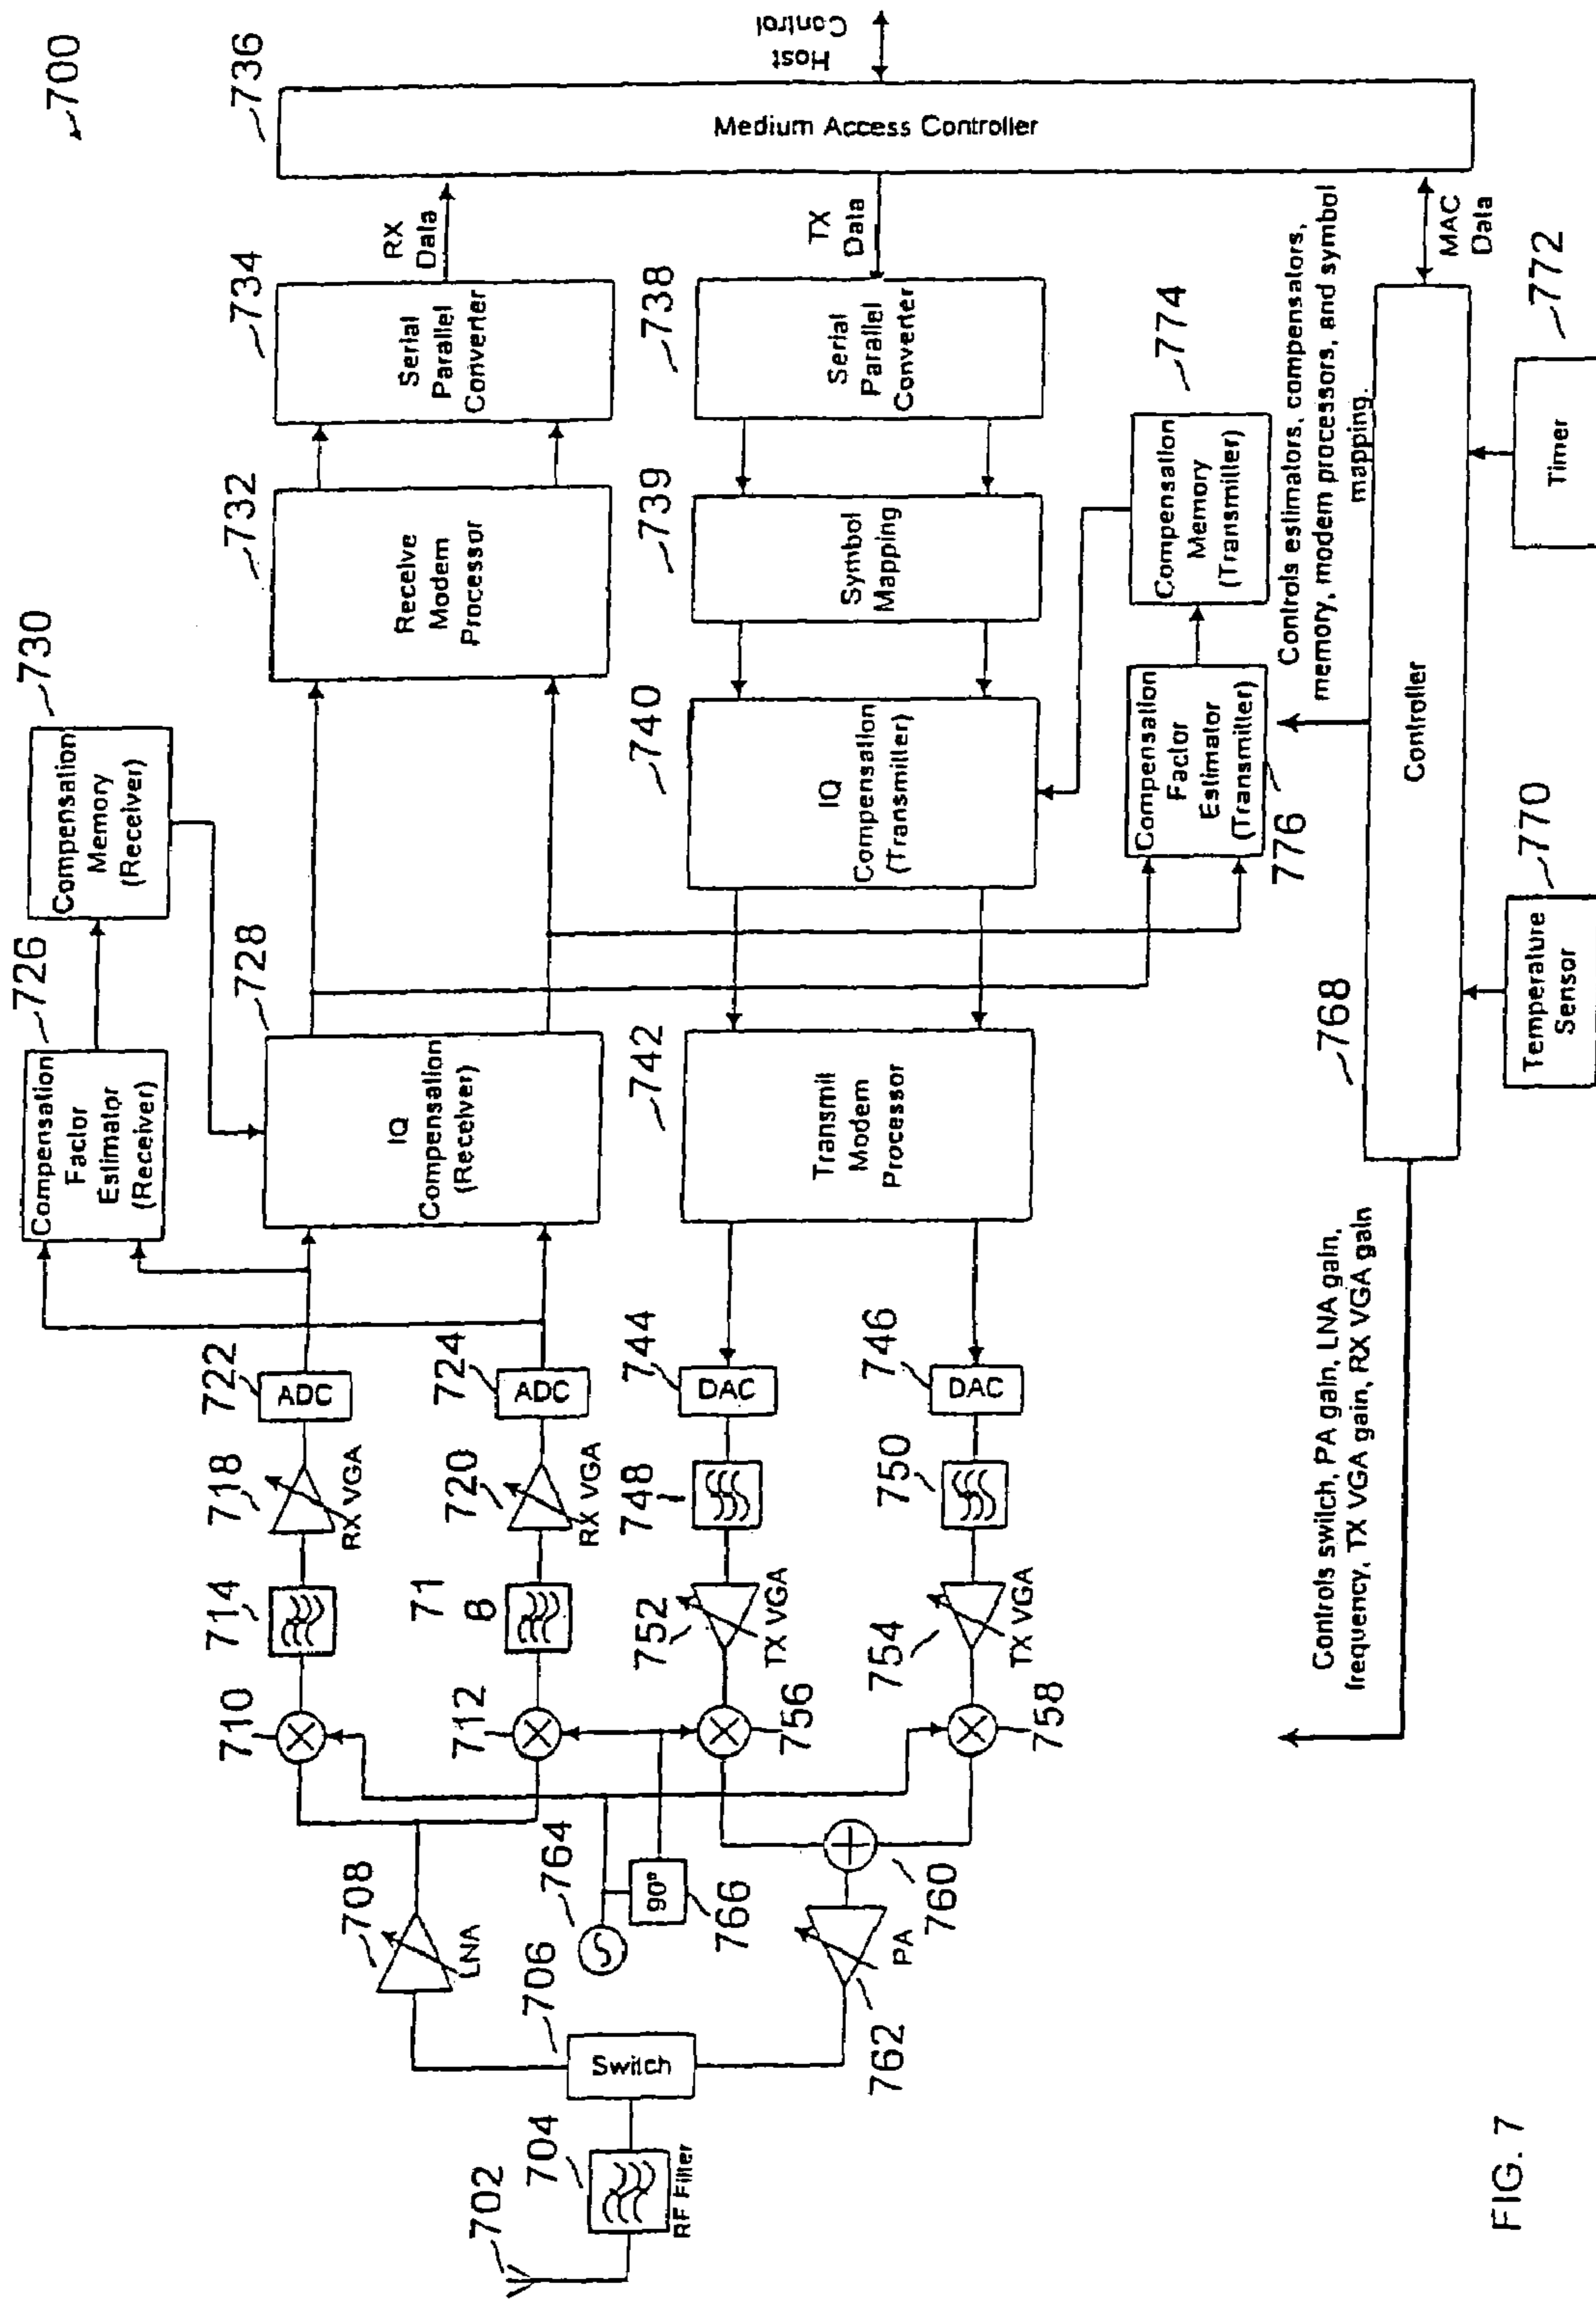 700
730
726
Compensation
Factor
Estimator
(Receiver)
Compensation
Memory
(Receiver)
736
702
704
RF Filter
706
Switch
708
LNA
710
714
718
RX VGA
722
ADC
728
IQ
Compensation
(Receiver)
732
Receive
Modem
Processor
734
Serial
Parallel
Converter
RX
Data
Medium Access Controller
Host
Control
712
71
8
720
RX VGA
724
ADC
764
90°
766
762
PA
760
756
752
TX VGA
748
744
DAC
742
Transmit
Modem
Processor
740
IQ
Compensation
(Transmitter)
739
Symbol
Mapping
738
Serial
Parallel
Converter
TX
Data
758
754
TX VGA
750
746
DAC
776
Compensation
Factor
Estimator
(Transmitter)
774
Compensation
Memory
(Transmitter)
Controls switch, PA gain, LNA gain,
frequency, TX VGA gain, RX VGA gain
Controls estimators, compensators,
memory, modem processors, and symbol
mapping.
768
Controller
MAC
Data
770
Temperature
Sensor
772
Timer
FIG. 7